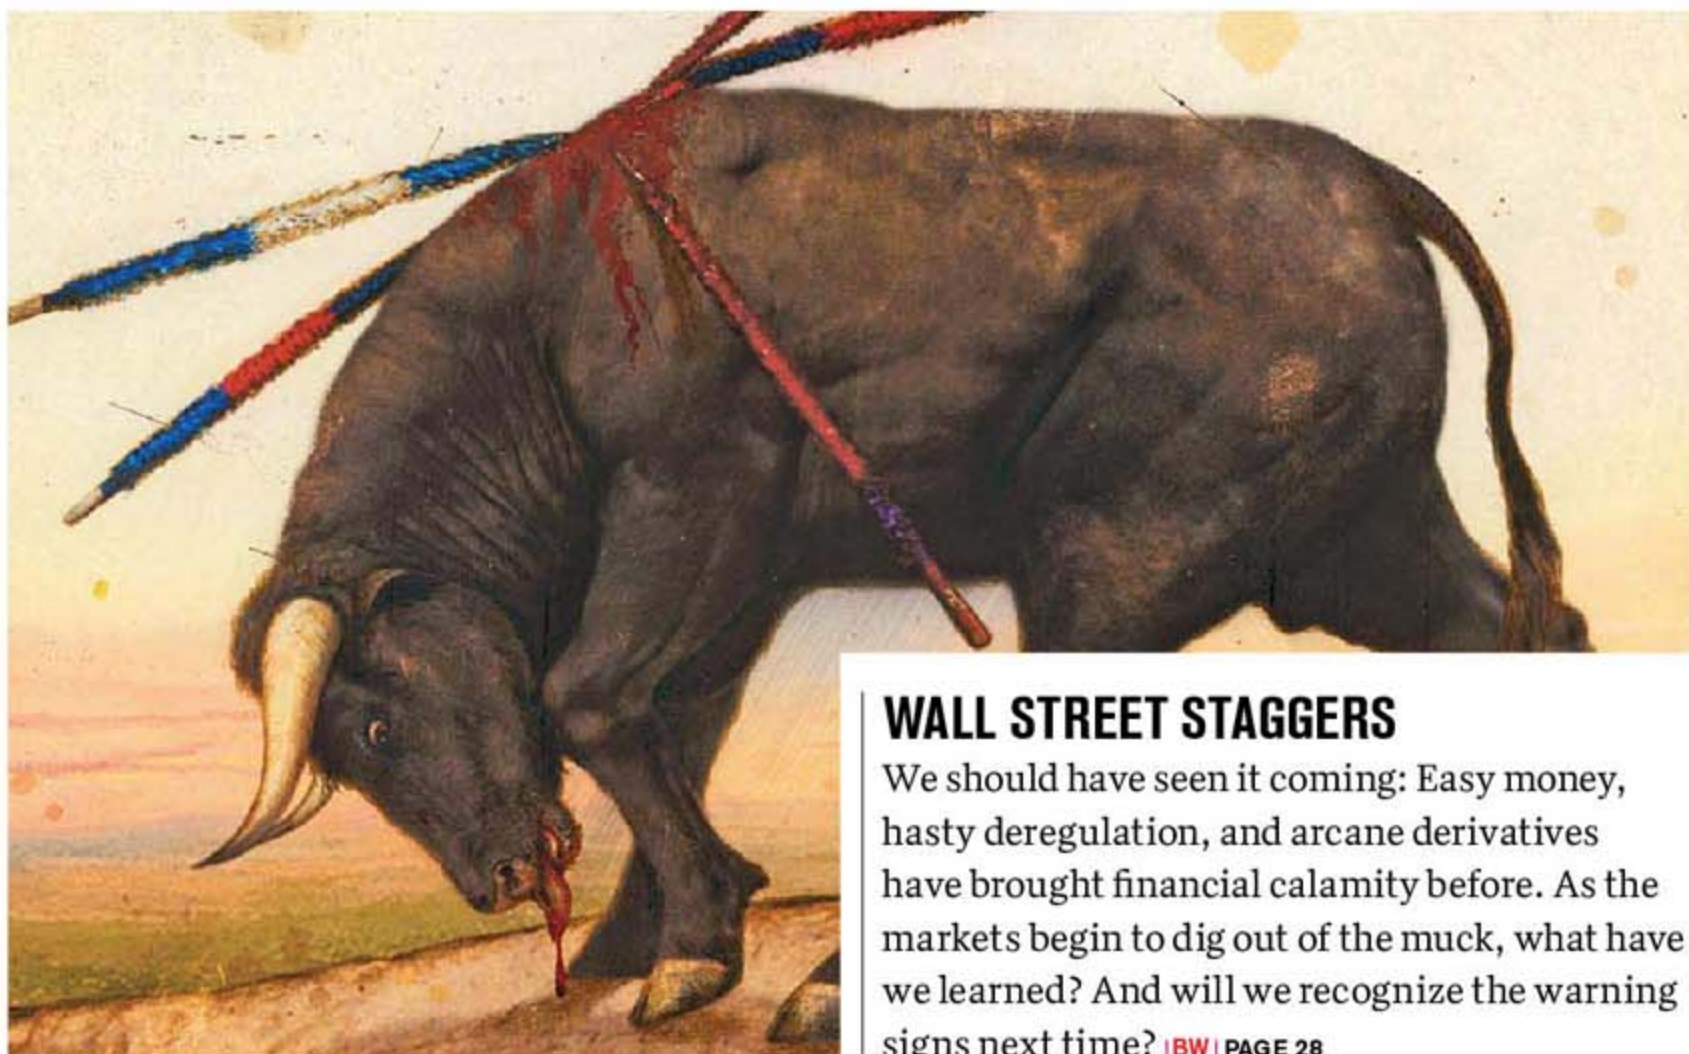 WALL STREET STAGGERS
We should have seen it coming: Easy money,
hasty deregulation, and arcane derivatives
have brought financial calamity before. As the
markets begin to dig out of the muck, what have
we learned? And will we recognize the warning
signs next time? |BW| PAGE 28